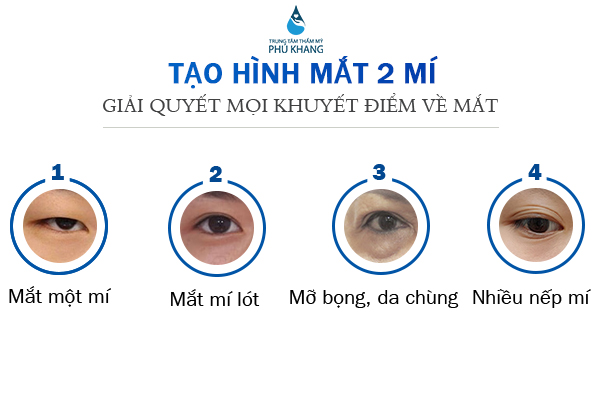 TRUNG TÂM THẨM MỸ
PHÚ KHANG
TẠO HÌNH MẮT 2 MÍ
GIẢI QUYẾT MỌI KHUYẾT ĐIỂM VỀ MẮT
1
2
3
4
Mắt một mí
Mắt mí lót
Mỡ bọng, da chùng
Nhiều nếp mí